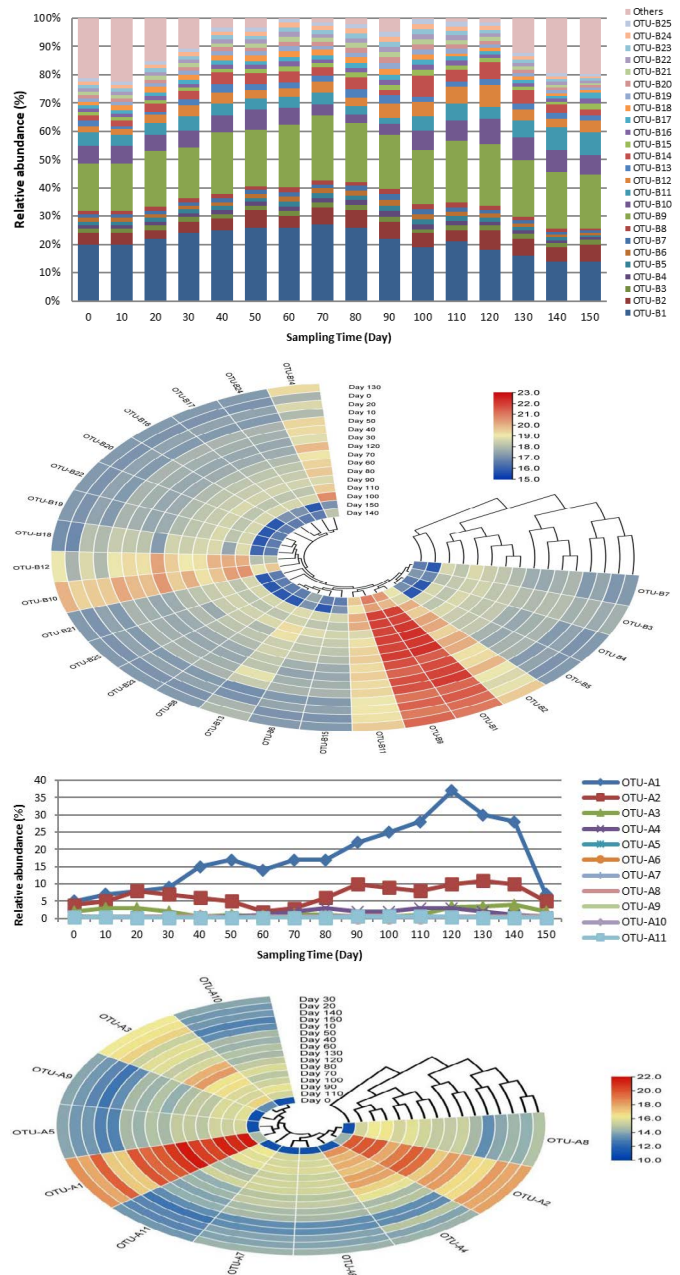 100%
90%
80%
70%
60%
50%
40%
30%
20%
10%
0%
Relative abundance (%)
0 10 20 30 40 50 60 70 80 90 100 110 120 130 140 150
Sampling Time (Day)
Others
OTU-B25
OTU-B24
OTU-B23
OTU-B22
OTU-B21
OTU-B20
OTU-B19
OTU-B18
OTU-B17
OTU-B16
OTU-B15
OTU-B14
OTU-B13
OTU-B12
OTU-B11
OTU-B10
OTU-B9
OTU-B8
OTU-B7
OTU-B6
OTU-B5
OTU-B4
OTU-B3
OTU-B2
OTU-B1
OTU-B14
OTU-B24
OTU-B17
OTU-B16
OTU-B20
OTU-B22
OTU-B19
OTU-B18
OTU-B12
OTU-B10
OTU-B21
OTU-B25
OTU-B23
OTU-B8
OTU-B13
OTU-B6
OTU-B15
OTU-B11
OTU-B9
OTU-B1
OTU-B2
OTU-B5
OTU-B4
OTU-B3
OTU-B7
Day 130
Day 0
Day 20
Day 10
Day 50
Day 40
Day 30
Day 120
Day 70
Day 60
Day 80
Day 90
Day 110
Day 100
Day 150
Day 140
23.0
22.0
21.0
20.0
19.0
18.0
17.0
16.0
15.0
40
35
30
25
20
15
10
5
0
Relative abundance (%)
0 10 20 30 40 50 60 70 80 90 100 110 120 130 140 150
Sampling Time (Day)
OTU-A1
OTU-A2
OTU-A3
OTU-A4
OTU-A5
OTU-A6
OTU-A7
OTU-A8
OTU-A9
OTU-A10
OTU-A11
OTU-A10
OTU-A3
OTU-A9
OTU-A5
OTU-A1
OTU-A11
OTU-A7
OTU-A6
OTU-A4
OTU-A2
OTU-A8
Day 30
Day 20
Day 140
Day 150
Day 10
Day 50
Day 40
Day 60
Day 130
Day 120
Day 80
Day 70
Day 100
Day 90
Day 110
Day 0
22.0
20.0
18.0
16.0
14.0
12.0
10.0